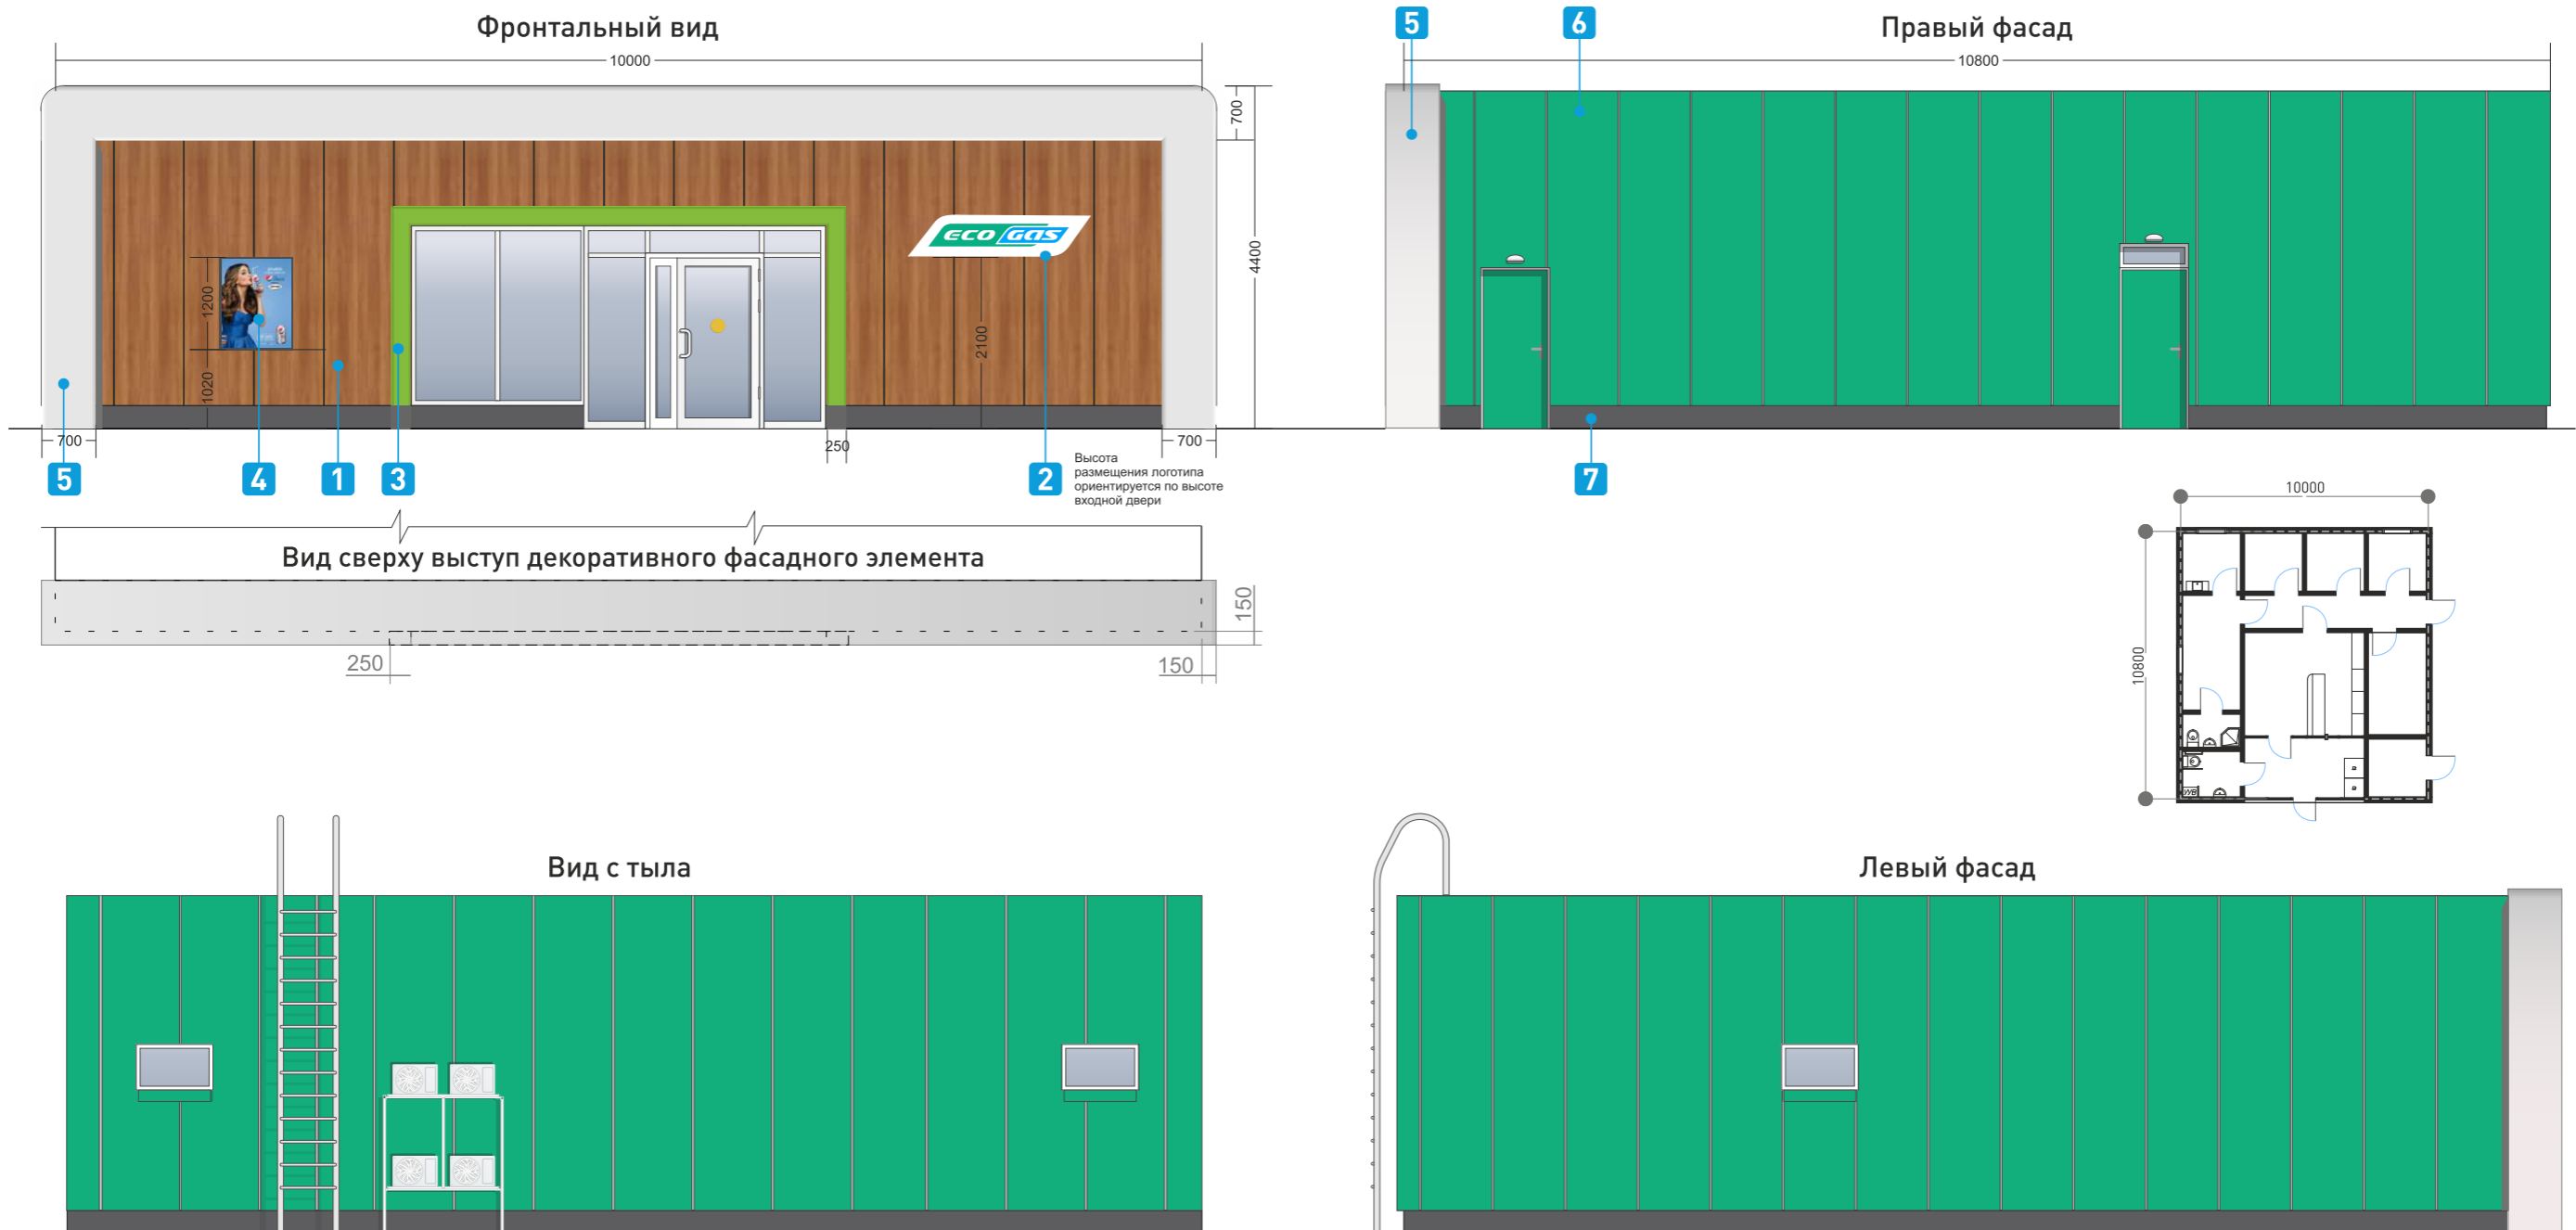 Фронтальный вид
10000
700
4400
1200
1020
2100
ECO GAS
700
250
700
5
4
1
3
2
Высота
размещения логотипа
ориентируется по высоте
входной двери
5
6
Правый фасад
10800
7
Вид сверху выступ декоративного фасадного элемента
150
250
150
10000
10800
Вид с тыла
Левый фасад